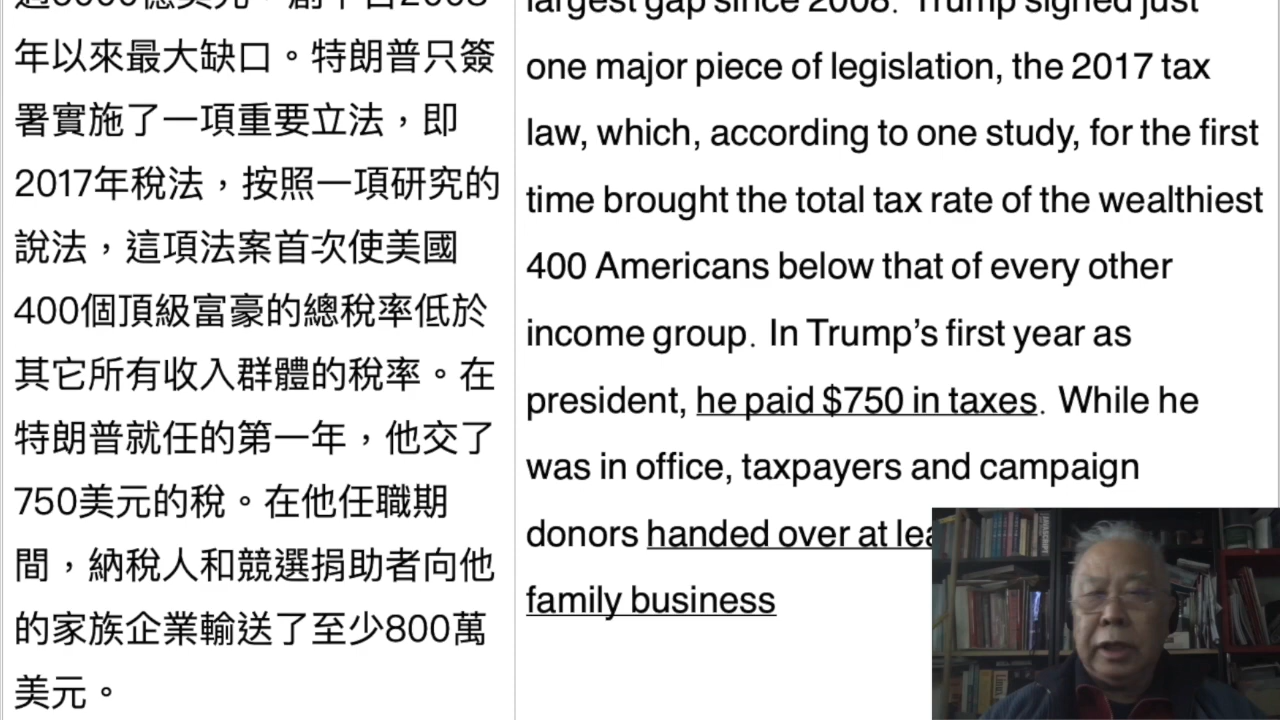 年以來最大缺口。特朗普只簽
署實施了一項重要立法，即
2017年稅法，按照一項研究的
說法，這項法案首次使美國
400個頂級富豪的總稅率低於
其它所有收入群體的稅率。在
特朗普就任的第一年，他交了
750美元的稅。在他任職期
間，納稅人和競選捐助者向他
的家族企業輸送了至少800萬
美元。
largest gap since 2008. Trump signed just
one major piece of legislation, the 2017 tax
law, which, according to one study, for the first
time brought the total tax rate of the wealthiest
400 Americans below that of every other
income group. In Trump’s first year as
president, he paid $750 in taxes. While he
was in office, taxpayers and campaign
donors handed over at
family business